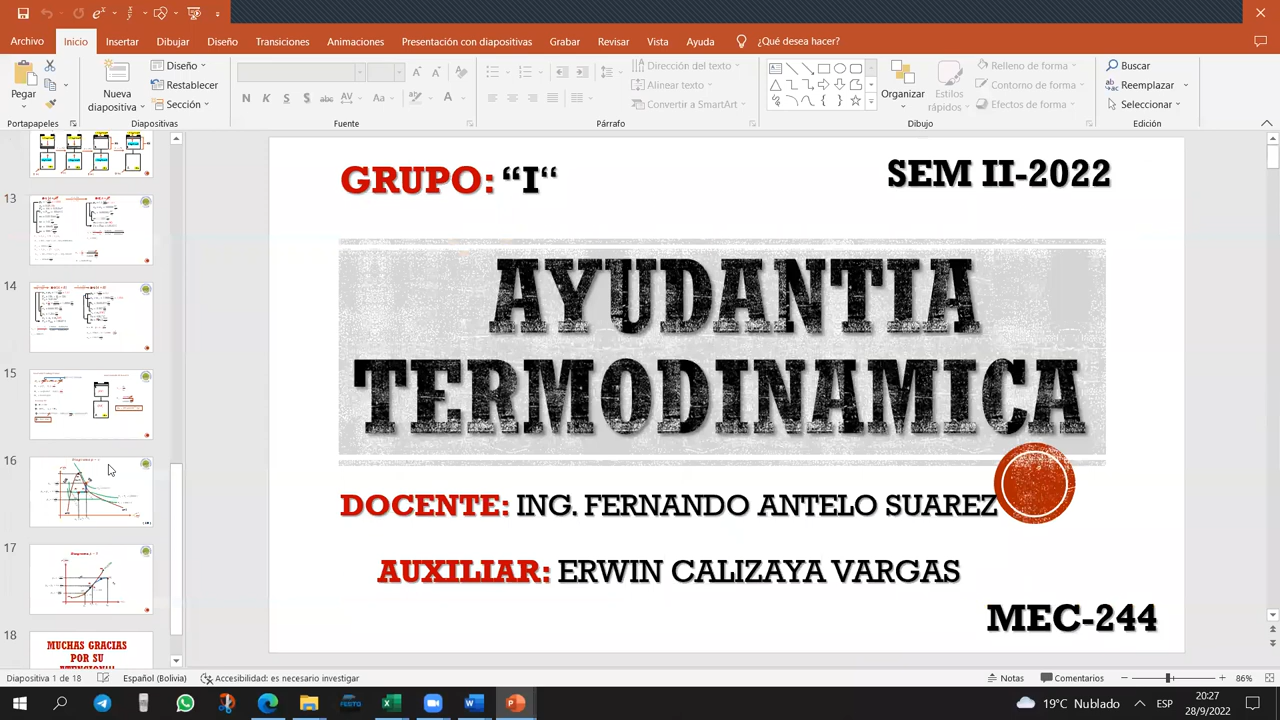 Archivo Inicio Insertar Dibujar Diseño Transiciones Animaciones Presentación con diapositivas Grabar Revisar Vista Ayuda ¿Qué desea hacer?
Pegar
Portapapeles
Nueva diapositiva
Diseño
Restablecer
Sección
Diapositivas
N K S S abc AV Aa A
Fuente
Dirección del texto
Alinear texto
Convertir a SmartArt
Párrafo
Organizar
Estilos rápidos
Relleno de forma
Contorno de forma
Efectos de forma
Dibujo
Buscar
Reemplazar
Seleccionar
Edición
13
14
15
16
17
18
MUCHAS GRACIAS
POR SU
GRUPO: “I“
SEM II-2022
AYUDANTIA
TERMODINAMICA
DOCENTE: ING. FERNANDO ANTELO SUAREZ
AUXILIAR: ERWIN CALIZAYA VARGAS
MEC-244
Diapositiva 1 de 18 Español (Bolivia) Accesibilidad: es necesario investigar Notas Comentarios 86%
FESTO
19°C Nublado ESP
20:27
28/9/2022